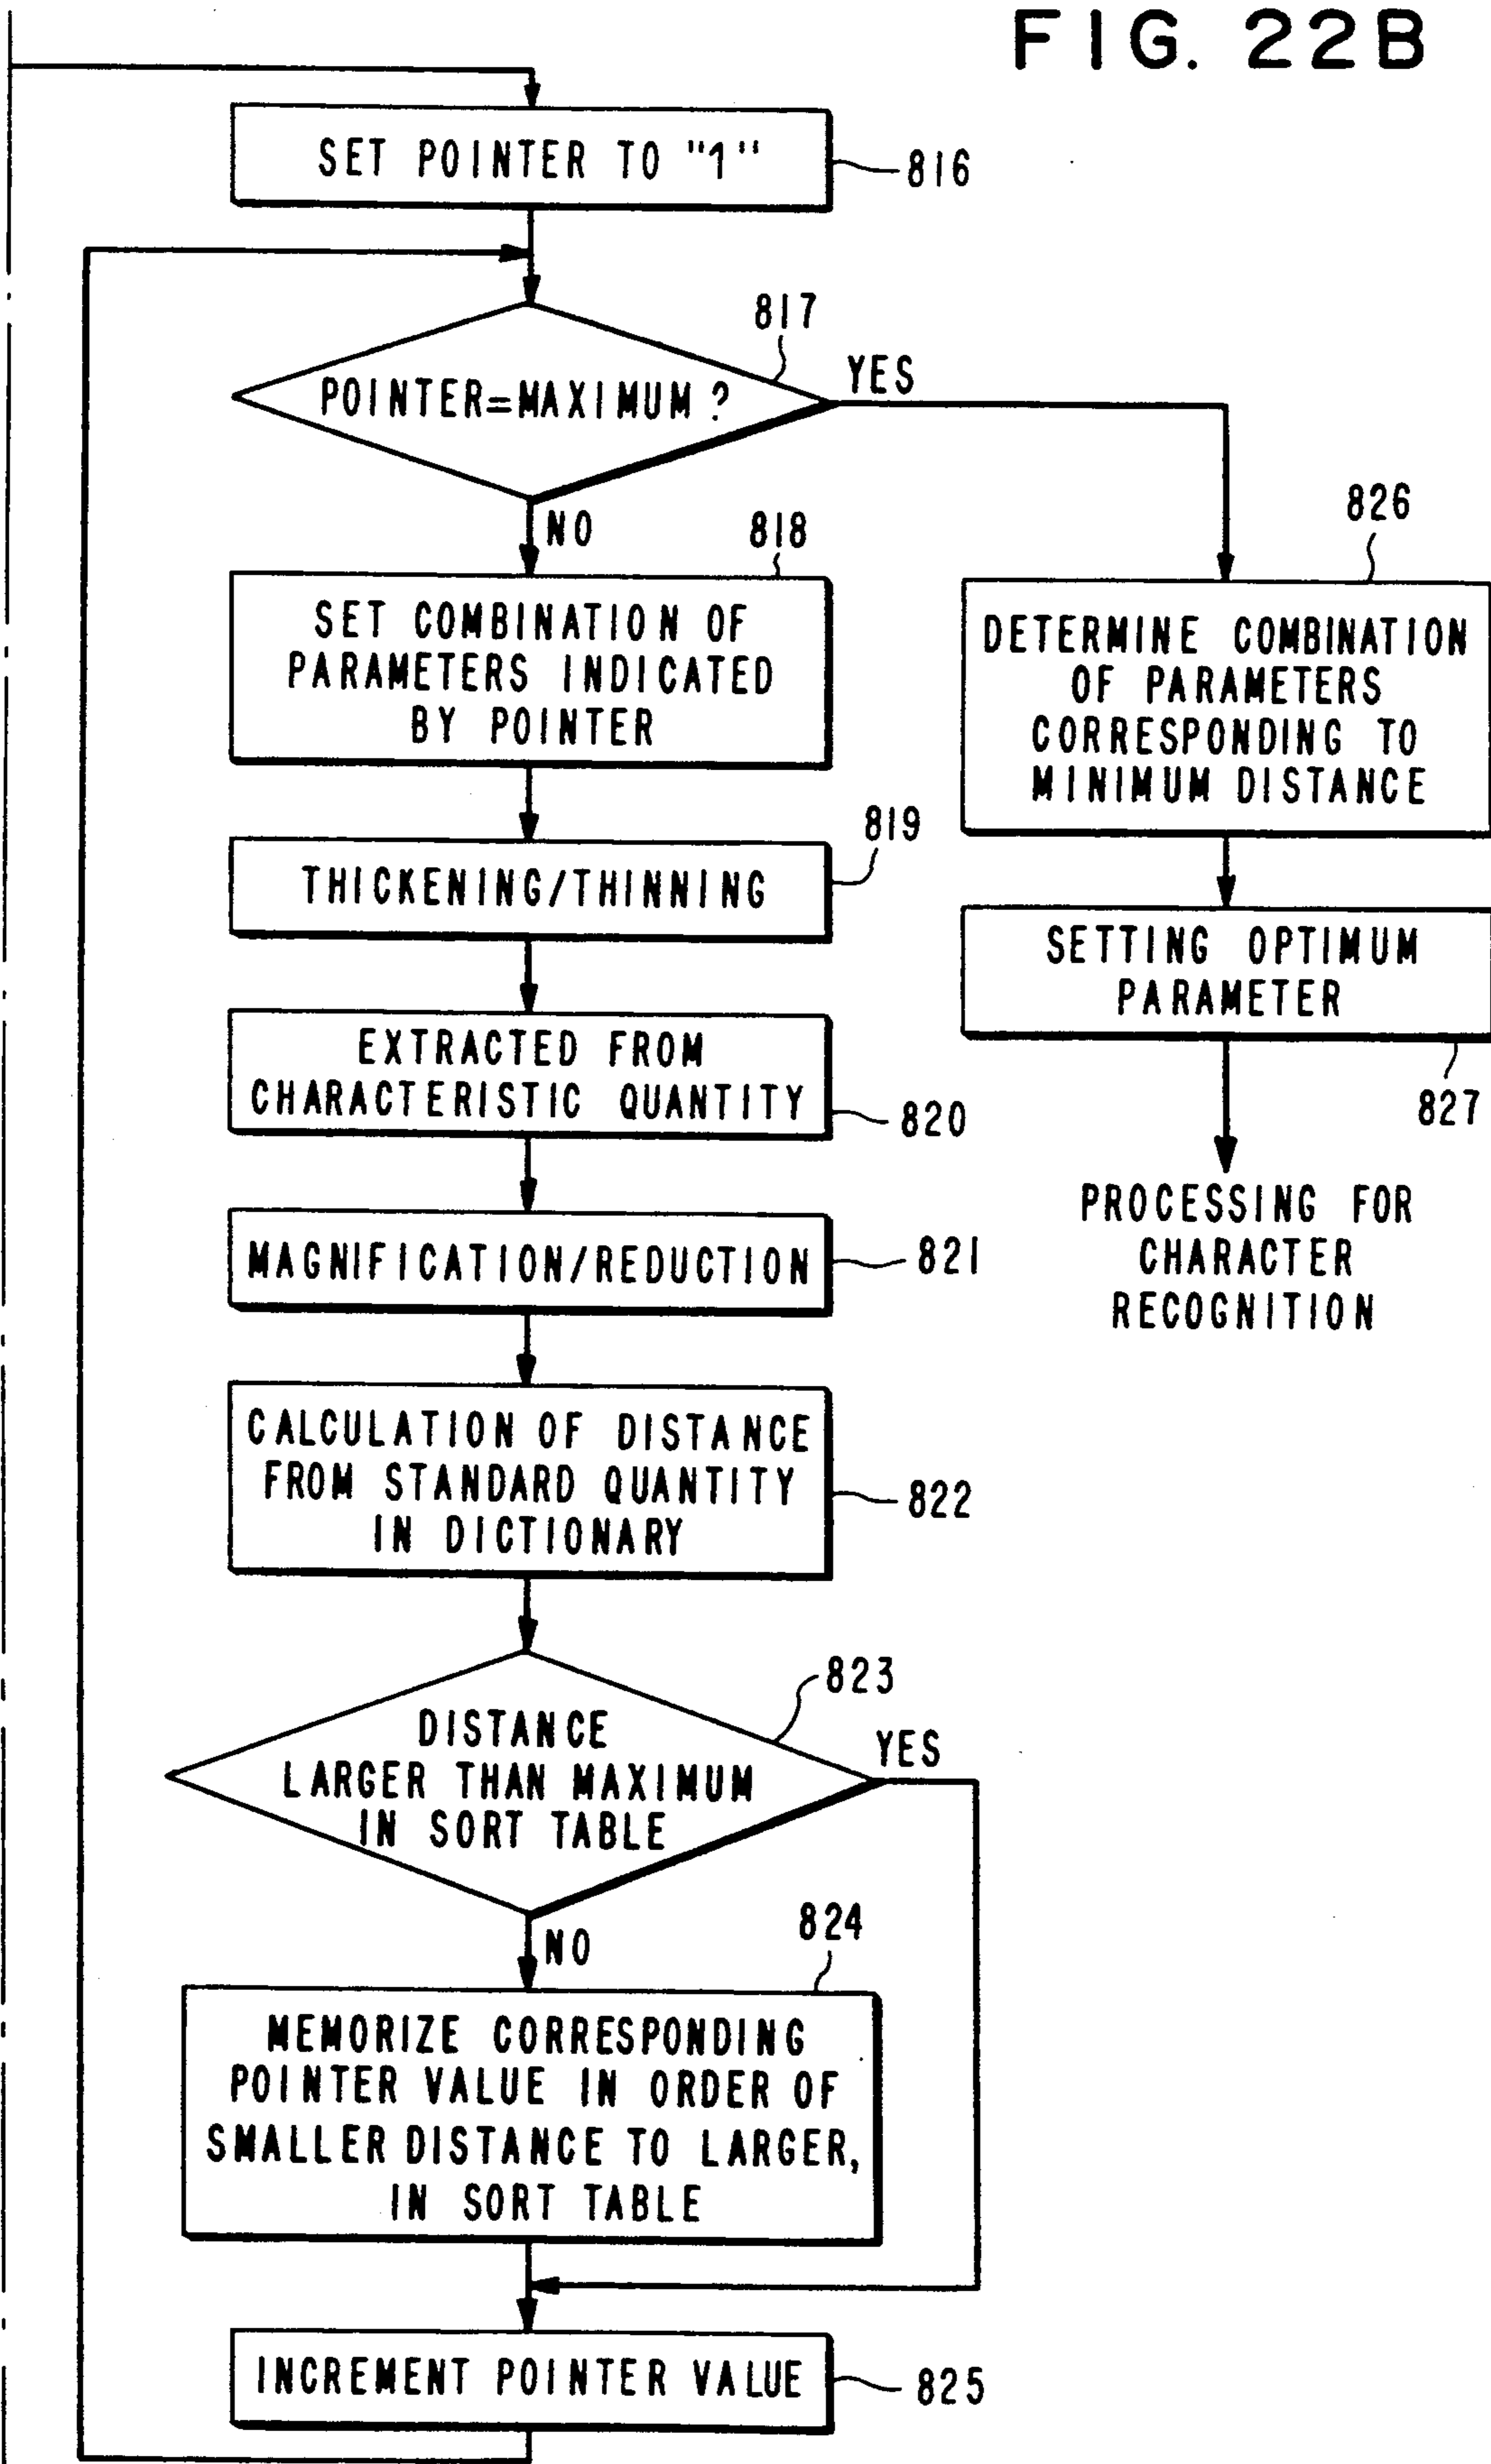 FIG. 22B
SET POINTER TO "1"
816
817
POINTER=MAXIMUM?
YES
NO
818
SET COMBINATION OF
PARAMETERS INDICATED
BY POINTER
819
THICKENING/THINNING
EXTRACTED FROM
CHARACTERISTIC QUANTITY
820
MAGNIFICATION/REDUCTION
821
CALCULATION OF DISTANCE
FROM STANDARD QUANTITY
IN DICTIONARY
822
823
DISTANCE
LARGER THAN MAXIMUM
IN SORT TABLE
YES
NO
824
MEMORIZE CORRESPONDING
POINTER VALUE IN ORDER OF
SMALLER DISTANCE TO LARGER,
IN SORT TABLE
INCREMENT POINTER VALUE
825
826
DETERMINE COMBINATION
OF PARAMETERS
CORRESPONDING TO
MINIMUM DISTANCE
SETTING OPTIMUM
PARAMETER
827
PROCESSING FOR
CHARACTER
RECOGNITION